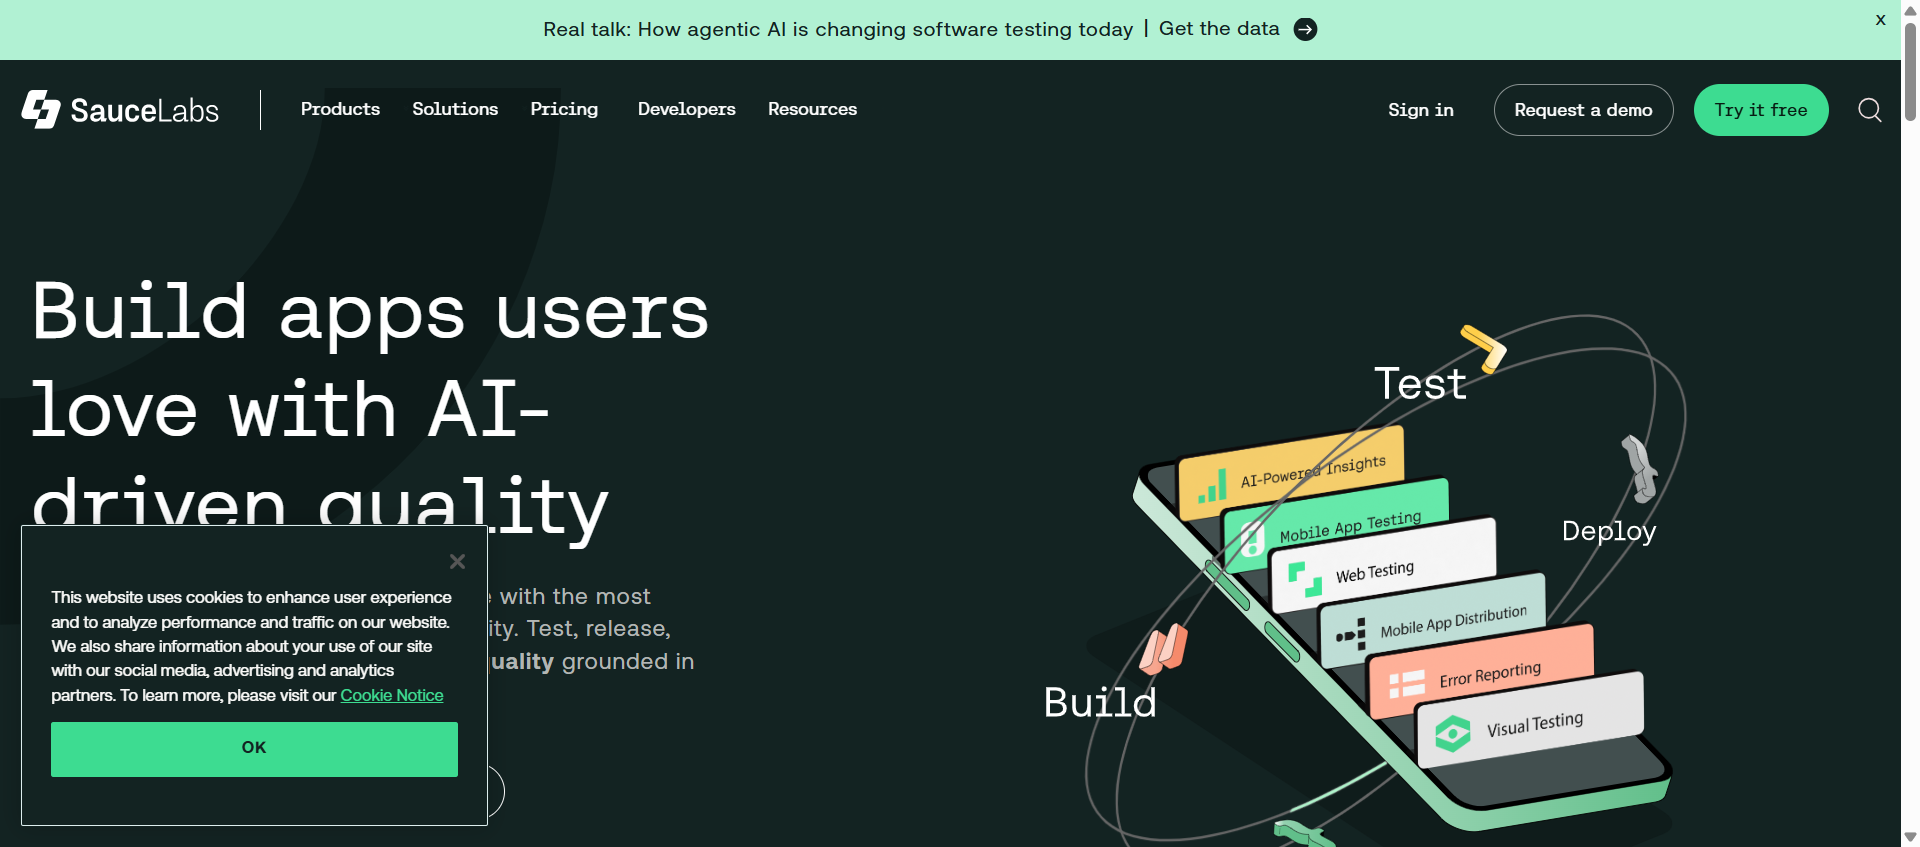 Real talk: How agentic AI is changing software testing today | Get the data
x
SauceLabs
Products
Solutions
Pricing
Developers
Resources
Sign in
Request a demo
Try it free
Build apps users
love with AI-
driven quality
with the most
ity. Test, release,
uality grounded in
This website uses cookies to enhance user experience
and to analyze performance and traffic on our website.
We also share information about your use of our site
with our social media, advertising and analytics
partners. To learn more, please visit our Cookie Notice
OK
Test
AI-Powered Insights
Mobile App Testing
Deploy
Web Testing
Mobile App Distribution
Error Reporting
Build
Visual Testing